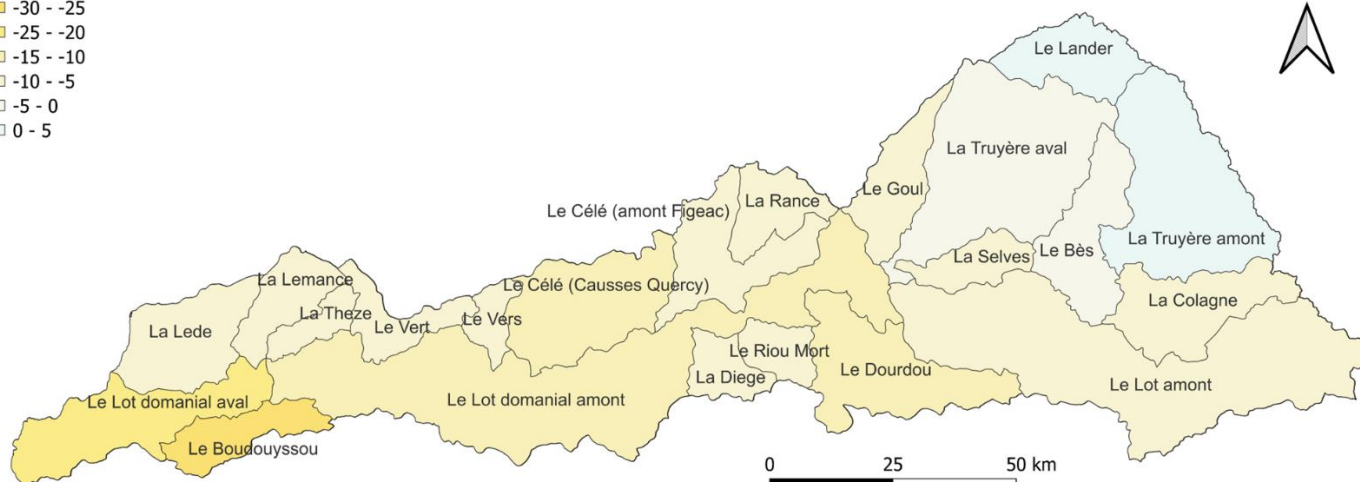 -30 - -25
-25 - -20
-15 - -10
-10 - -5
-5 - 0
0 - 5
Le Lander
La Truyère aval
Le Goul
La Rance
Le Célé (amont Figeac)
La Truyère amont
La Selves
Le Bès
La Lemance
Le Célé (Causses Quercy)
La Colagne
La Theze
Le Vers
Le Vert
La Lede
Le Riou Mort
Le Dourdou
La Diege
Le Lot amont
Le Lot domanial aval
Le Lot domanial amont
Le Boudouyssou
0 25 50 km